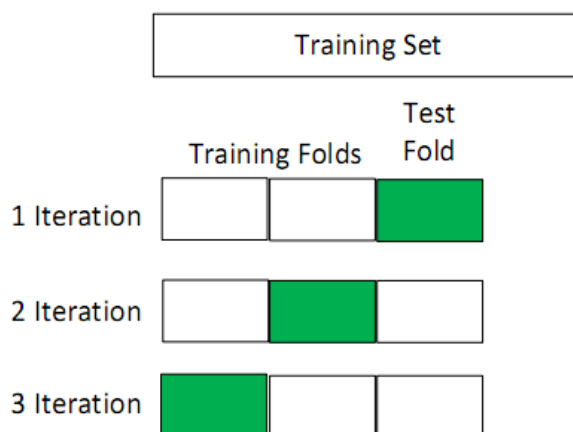 Training Set
Test
Fold
Training Folds
1 Iteration
2 Iteration
3 Iteration